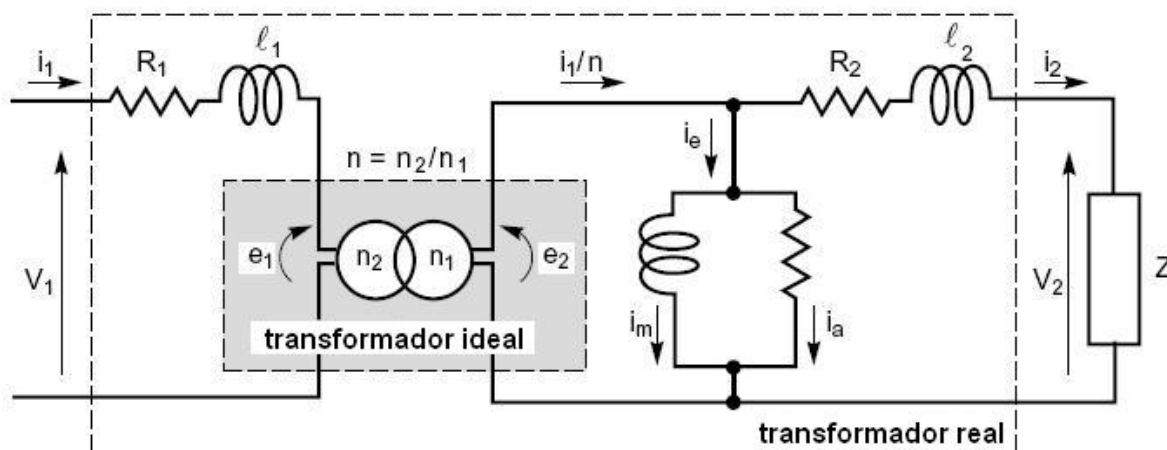 i₁ R₁ ℓ₁ i₁/n R₂ ℓ₂ i₂
n = n₂/n₁
iₑ
V₁ e₁ n₂ n₁ e₂ V₂ Z
transformador ideal
iₘ iₐ
transformador real